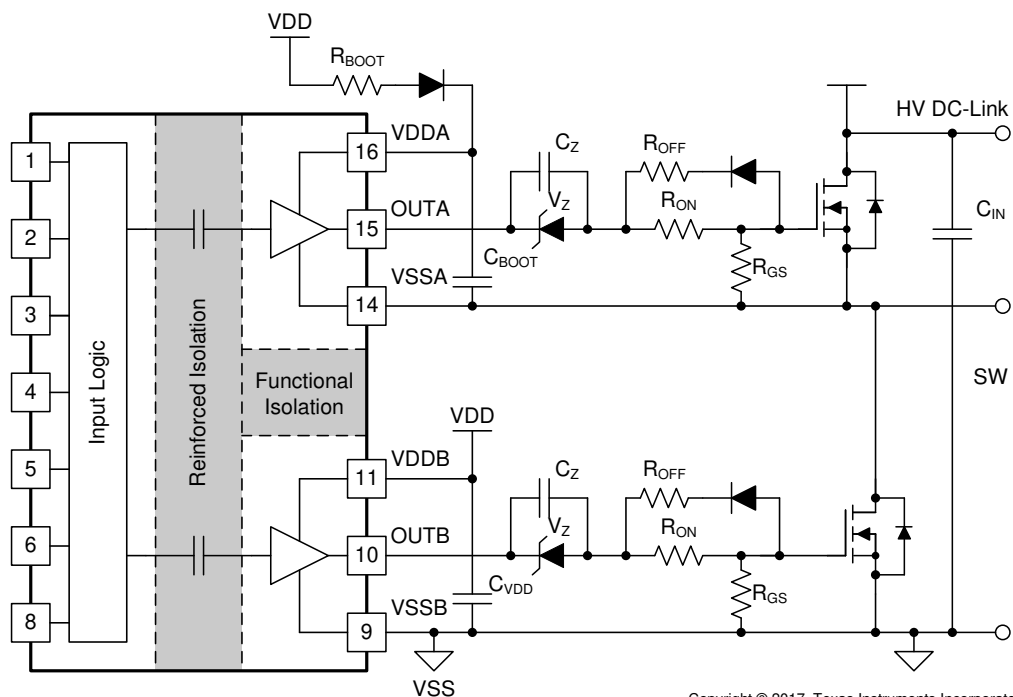 VDD
RBOOT
HV DC-Link
1
2
3
4
5
6
8
Input Logic
Reinforced Isolation
Functional
Isolation
16
VDDA
15
OUTA
14
VSSA
CBOOT
CZ
VZ
ROFF
RON
RGS
CIN
SW
VDD
11
VDDB
10
OUTB
9
VSSB
CVDD
CZ
VZ
ROFF
RON
RGS
VSS
Copyright © 2017, Texas Instruments Incorporate